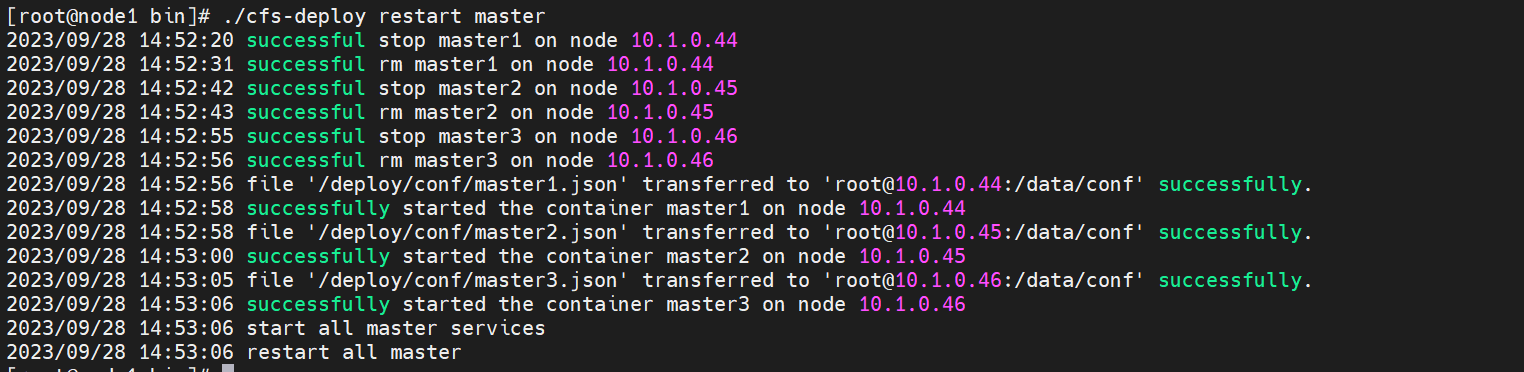 [root@node1 bin]# ./cfs-deploy restart master
2023/09/28 14:52:20 successful stop master1 on node 10.1.0.44
2023/09/28 14:52:31 successful rm master1 on node 10.1.0.44
2023/09/28 14:52:42 successful stop master2 on node 10.1.0.45
2023/09/28 14:52:43 successful rm master2 on node 10.1.0.45
2023/09/28 14:52:55 successful stop master3 on node 10.1.0.46
2023/09/28 14:52:56 successful rm master3 on node 10.1.0.46
2023/09/28 14:52:56 file '/deploy/conf/master1.json' transferred to 'root@10.1.0.44:/data/conf' successfully.
2023/09/28 14:52:58 successfully started the container master1 on node 10.1.0.44
2023/09/28 14:52:58 file '/deploy/conf/master2.json' transferred to 'root@10.1.0.45:/data/conf' successfully.
2023/09/28 14:53:00 successfully started the container master2 on node 10.1.0.45
2023/09/28 14:53:05 file '/deploy/conf/master3.json' transferred to 'root@10.1.0.46:/data/conf' successfully.
2023/09/28 14:53:06 successfully started the container master3 on node 10.1.0.46
2023/09/28 14:53:06 start all master services
2023/09/28 14:53:06 restart all master
[root@node1 bin]#